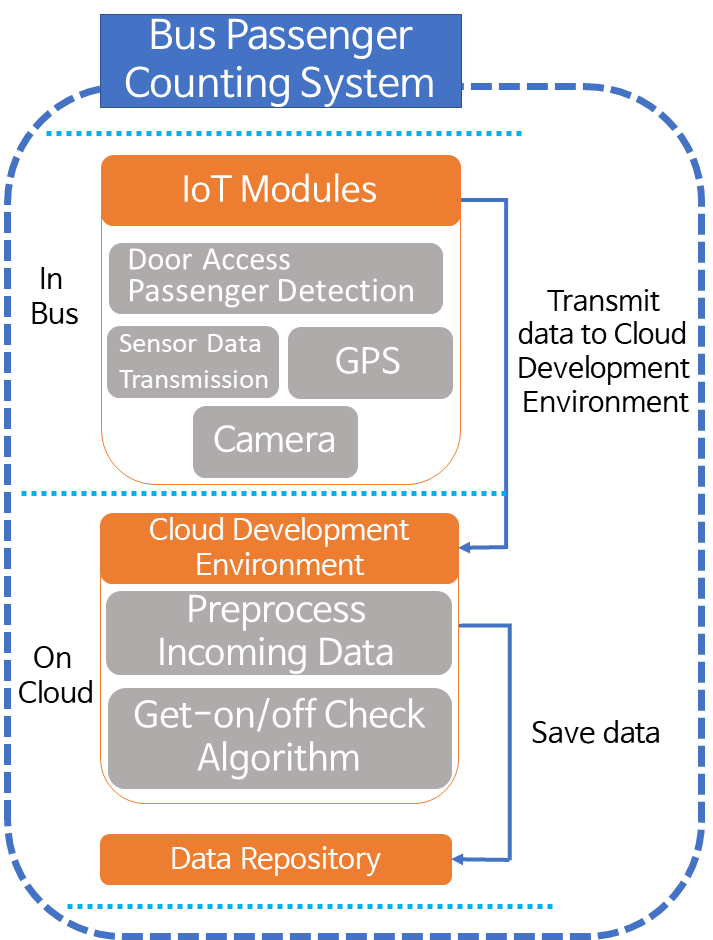 Bus Passenger
Counting System
IoT Modules
Door Access
Passenger Detection
In
Bus
Sensor Data
Transmission
GPS
Camera
Transmit
data to Cloud
Development
Environment
Cloud Development
Environment
Preprocess
Incoming Data
On
Cloud
Get-on/off Check
Algorithm
Save data
Data Repository